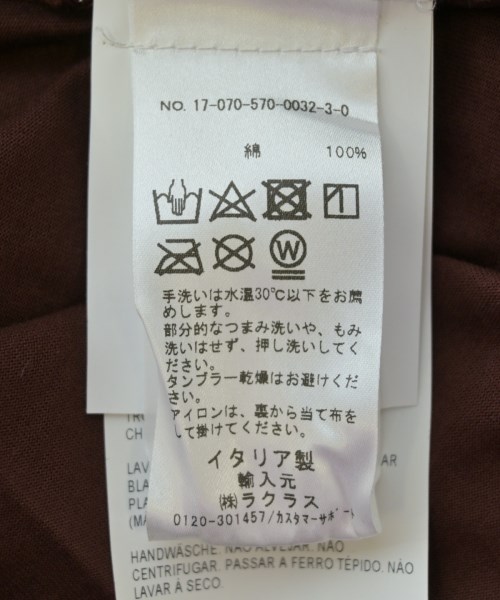 NO. 17-070-570-0032-3-0
綿 100%
W
手洗いは水温30℃以下をお薦
めします。
部分的なつまみ洗いや、もみ
洗いはせず、押し洗いしてく
ださい。
タンブラー乾燥はお避けくだ
さい。
アイロンは、裏から当て布を
して掛けてください。
イタリア製
輸入元
㈱ラクラス
0120-301457/カスタマーサポート
CH
LAV
AR
BLA
PLA
(MA
HANDWÄSCHE. NÃO ALVEJAR. NÃO
CENTRIFUGAR. PASSAR A FERRO TÉPIDO. NÃO
LAVAR À SECO.